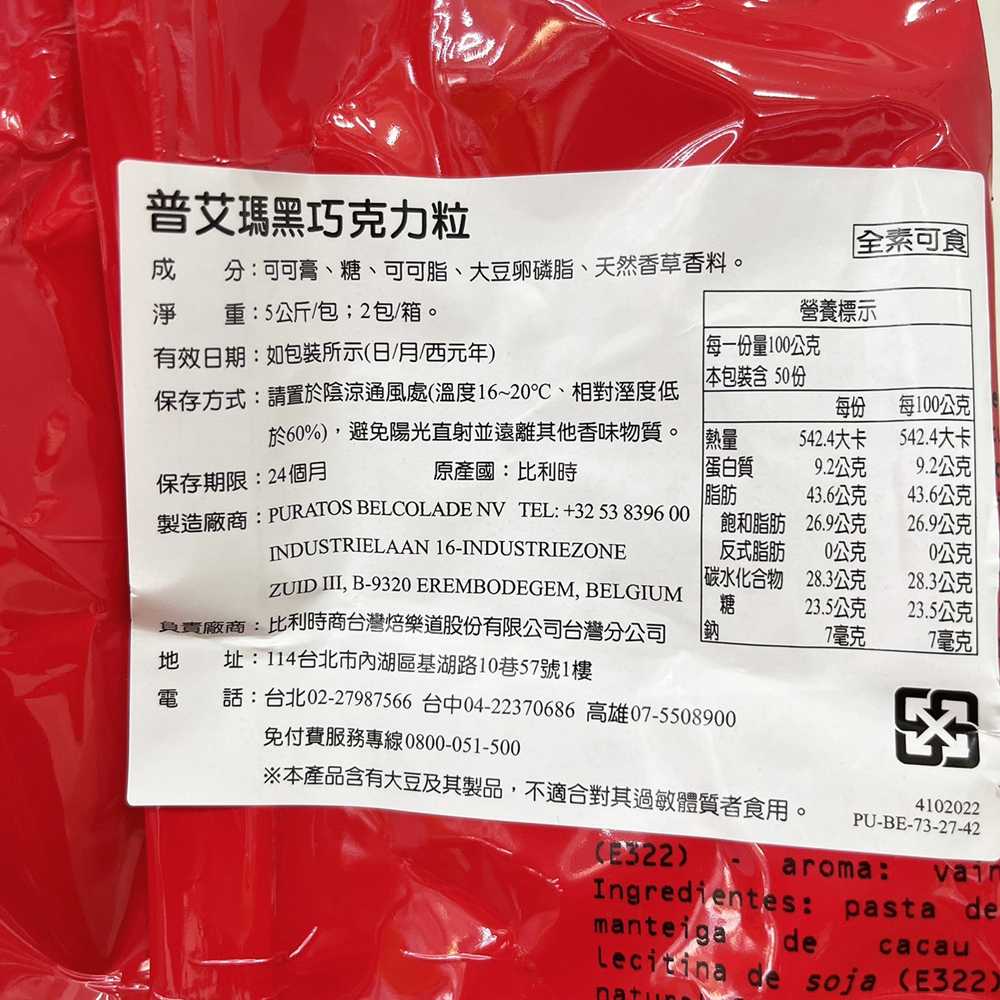 普艾瑪黑巧克力粒
全素可食
成 分：可可膏、糖、可可脂、大豆卵磷脂、天然香草香料。
淨 重：5公斤/包；2包/箱。
有效日期：如包裝所示(日/月/西元年)
保存方式：請置於陰涼通風處(溫度16~20℃、相對溼度低
於60%)，避免陽光直射並遠離其他香味物質。
保存期限：24個月 原產國：比利時
製造廠商：PURATOS BELCOLADE NV TEL: +32 53 8396 00
INDUSTRIELAAN 16-INDUSTRIEZONE
ZUID III, B-9320 EREMBODEGEM, BELGIUM
負責廠商：比利時商台灣焙樂道股份有限公司台灣分公司
地 址：114台北市內湖區基湖路10巷57號1樓
電 話：台北02-27987566 台中04-22370686 高雄07-5508900
免付費服務專線0800-051-500
※本產品含有大豆及其製品，不適合對其過敏體質者食用。
營養標示
每一份量100公克
本包裝含 50份
每份 每100公克
熱量 542.4大卡 542.4大卡
蛋白質 9.2公克 9.2公克
脂肪 43.6公克 43.6公克
飽和脂肪 26.9公克 26.9公克
反式脂肪 0公克 0公克
碳水化合物 28.3公克 28.3公克
糖 23.5公克 23.5公克
鈉 7毫克 7毫克
4102022
PU-BE-73-27-42
(E322) - aroma:
Ingredientes: pasta de
manteiga de cacau
Lecitina de soja (E322)